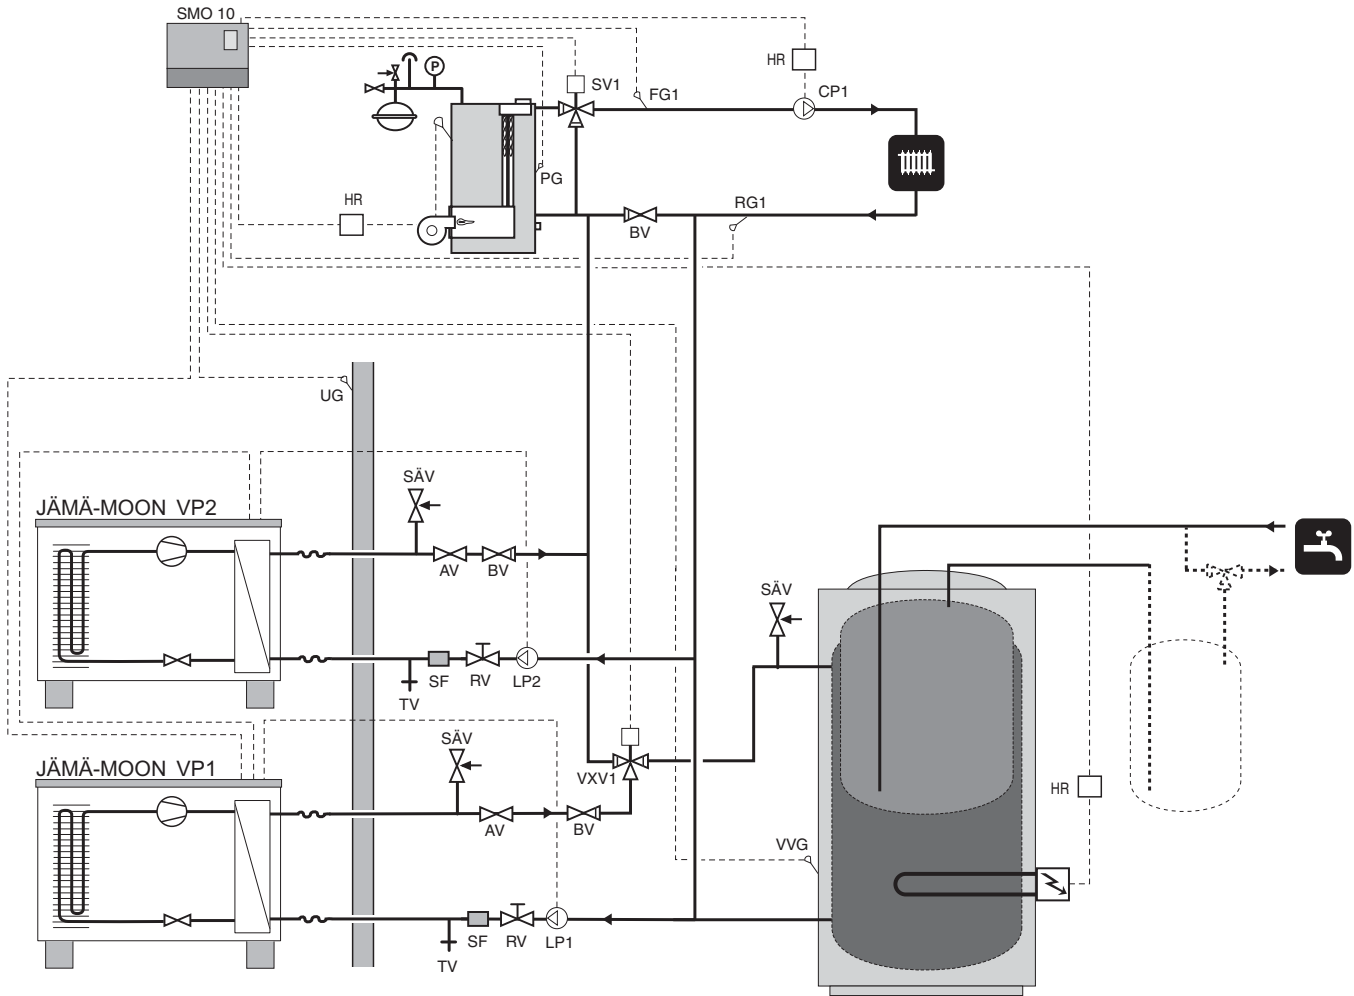 SMO 10
HR
CP1
P
SV1
FG1
PG
HR
RG1
BV
UG
SÄV
JÄMÄ-MOON VP2
AV
BV
SÄV
SF
RV
LP2
TV
SÄV
VXV1
JÄMÄ-MOON VP1
HR
AV
BV
VVG
SF
RV
LP1
TV